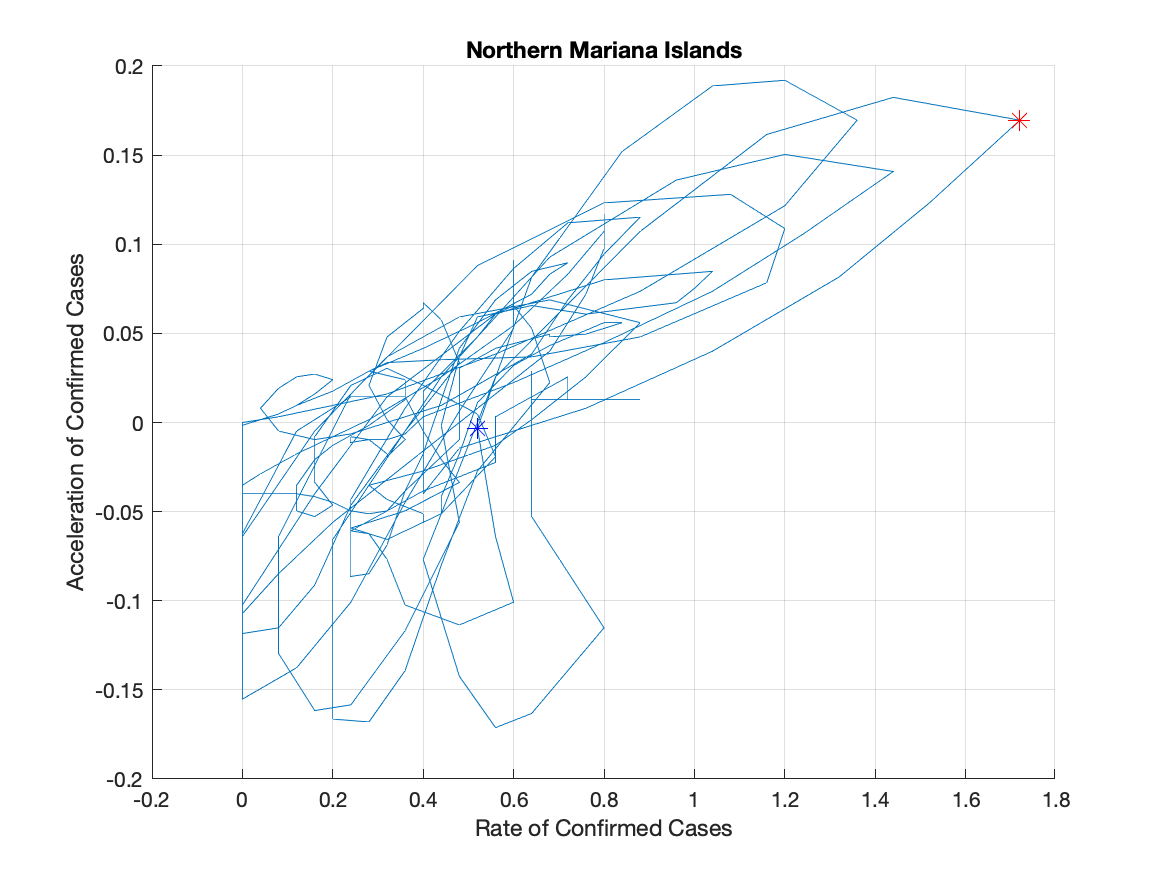 Northern Mariana Islands
0.2
0.15
0.1
0.05
0
-0.05
-0.1
-0.15
-0.2
Acceleration of Confirmed Cases
-0.2 0 0.2 0.4 0.6 0.8 1 1.2 1.4 1.6 1.8
Rate of Confirmed Cases